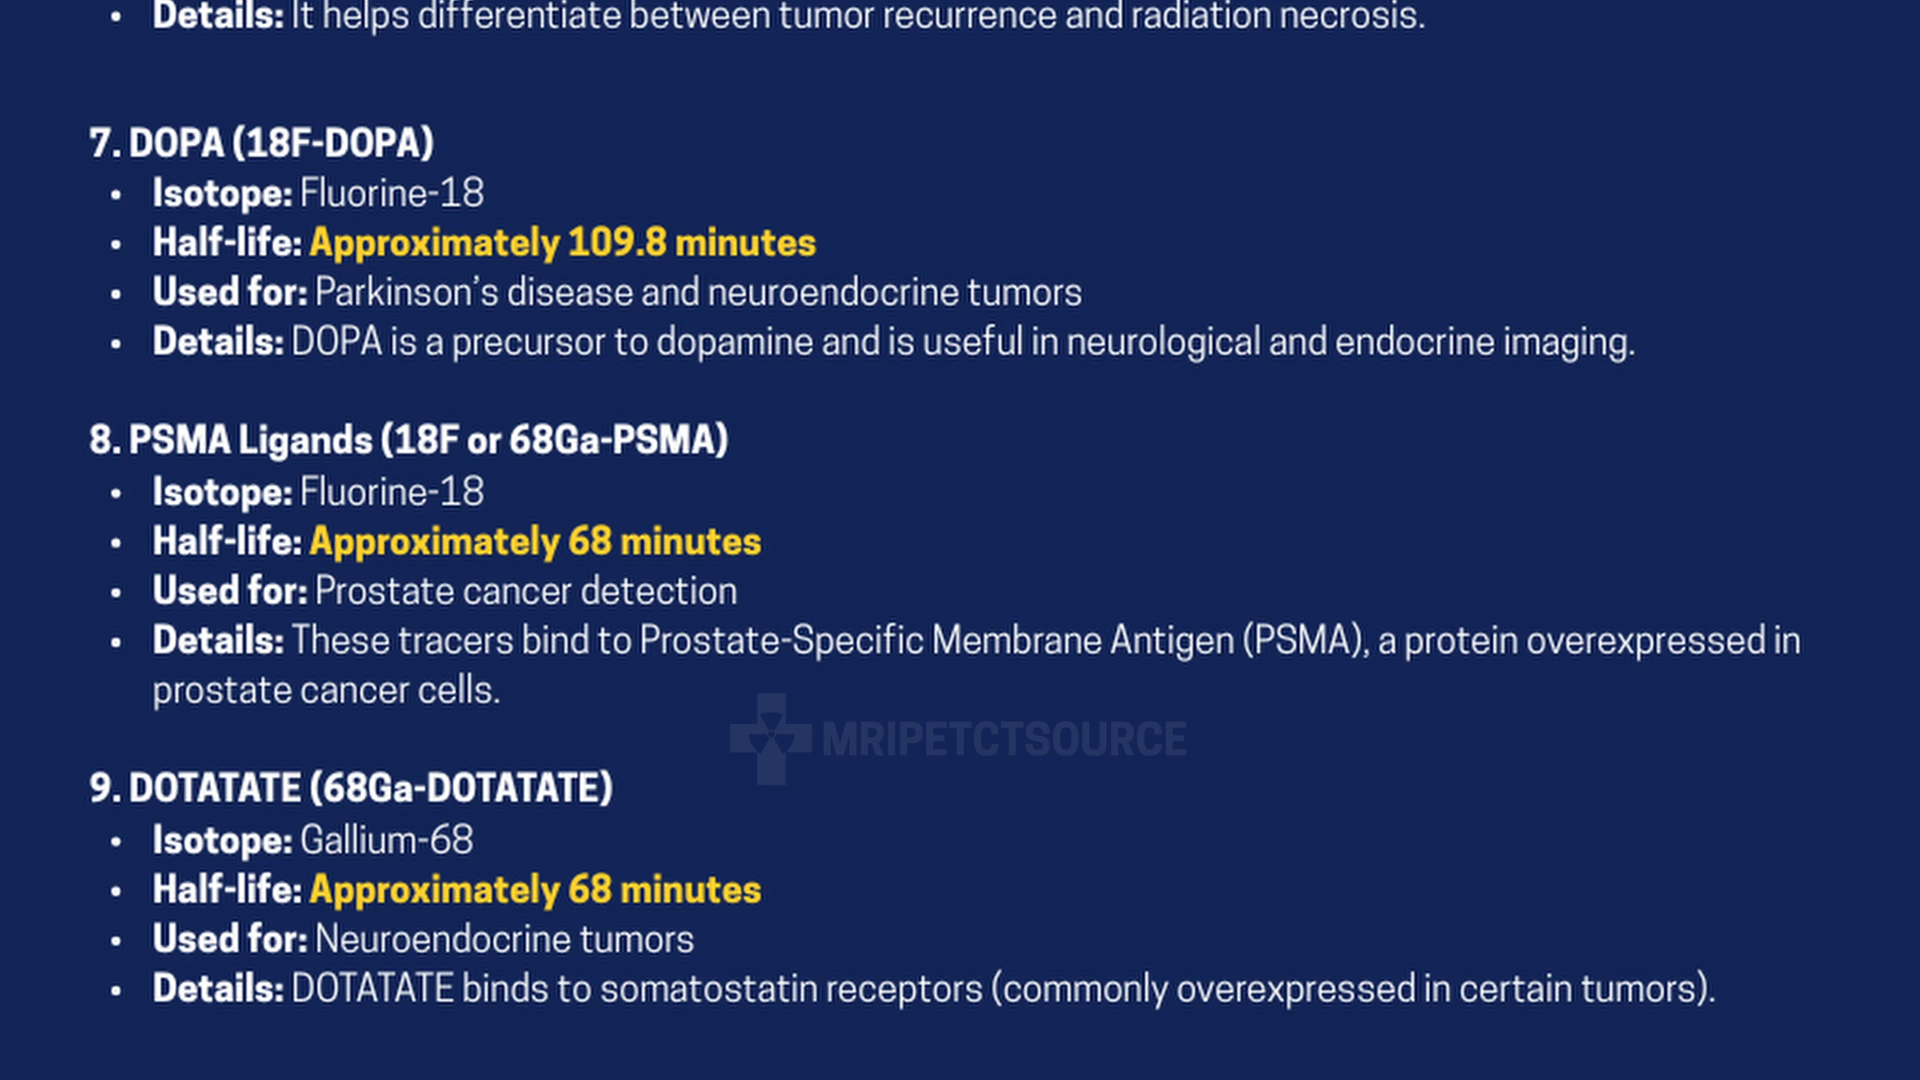 • Details: It helps differentiate between tumor recurrence and radiation necrosis.
7. DOPA (18F-DOPA)
• Isotope: Fluorine-18
• Half-life: Approximately 109.8 minutes
• Used for: Parkinson’s disease and neuroendocrine tumors
• Details: DOPA is a precursor to dopamine and is useful in neurological and endocrine imaging.
8. PSMA Ligands (18F or 68Ga-PSMA)
• Isotope: Fluorine-18
• Half-life: Approximately 68 minutes
• Used for: Prostate cancer detection
• Details: These tracers bind to Prostate-Specific Membrane Antigen (PSMA), a protein overexpressed in
prostate cancer cells.
MRIPETCTSOURCE
9. DOTATATE (68Ga-DOTATATE)
• Isotope: Gallium-68
• Half-life: Approximately 68 minutes
• Used for: Neuroendocrine tumors
• Details: DOTATATE binds to somatostatin receptors (commonly overexpressed in certain tumors).